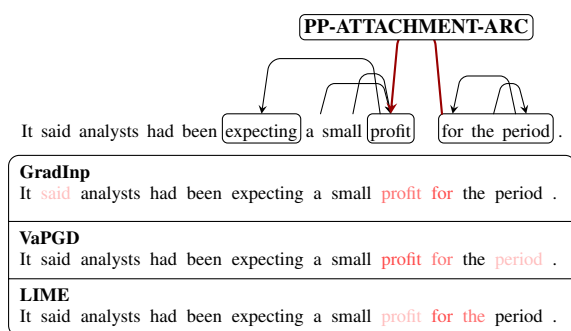 PP-ATTACHMENT-ARC
It said analysts had been expecting a small profit for the period .
GradInp
It said analysts had been expecting a small profit for the period .
VaPGD
It said analysts had been expecting a small profit for the period .
LIME
It said analysts had been expecting a small profit for the period .